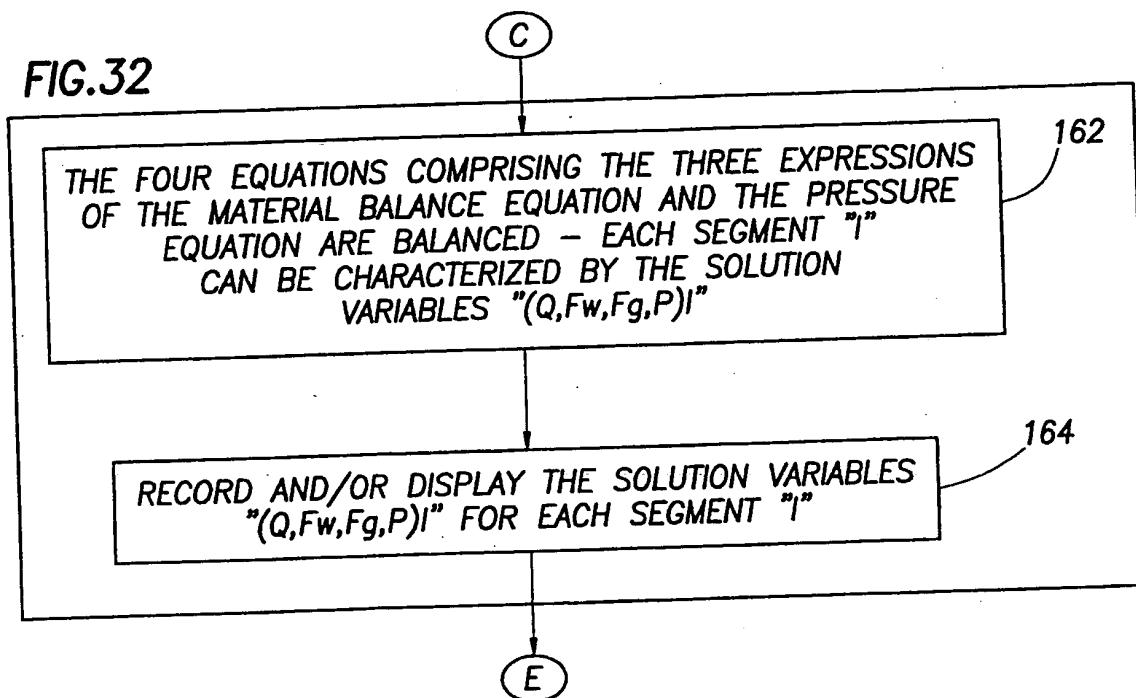 C
FIG.32
162
THE FOUR EQUATIONS COMPRISING THE THREE EXPRESSIONS
OF THE MATERIAL BALANCE EQUATION AND THE PRESSURE
EQUATION ARE BALANCED – EACH SEGMENT "I"
CAN BE CHARACTERIZED BY THE SOLUTION
VARIABLES "(Q,Fw,Fg,P)I"
164
RECORD AND/OR DISPLAY THE SOLUTION VARIABLES
"(Q,Fw,Fg,P)I" FOR EACH SEGMENT "I"
E